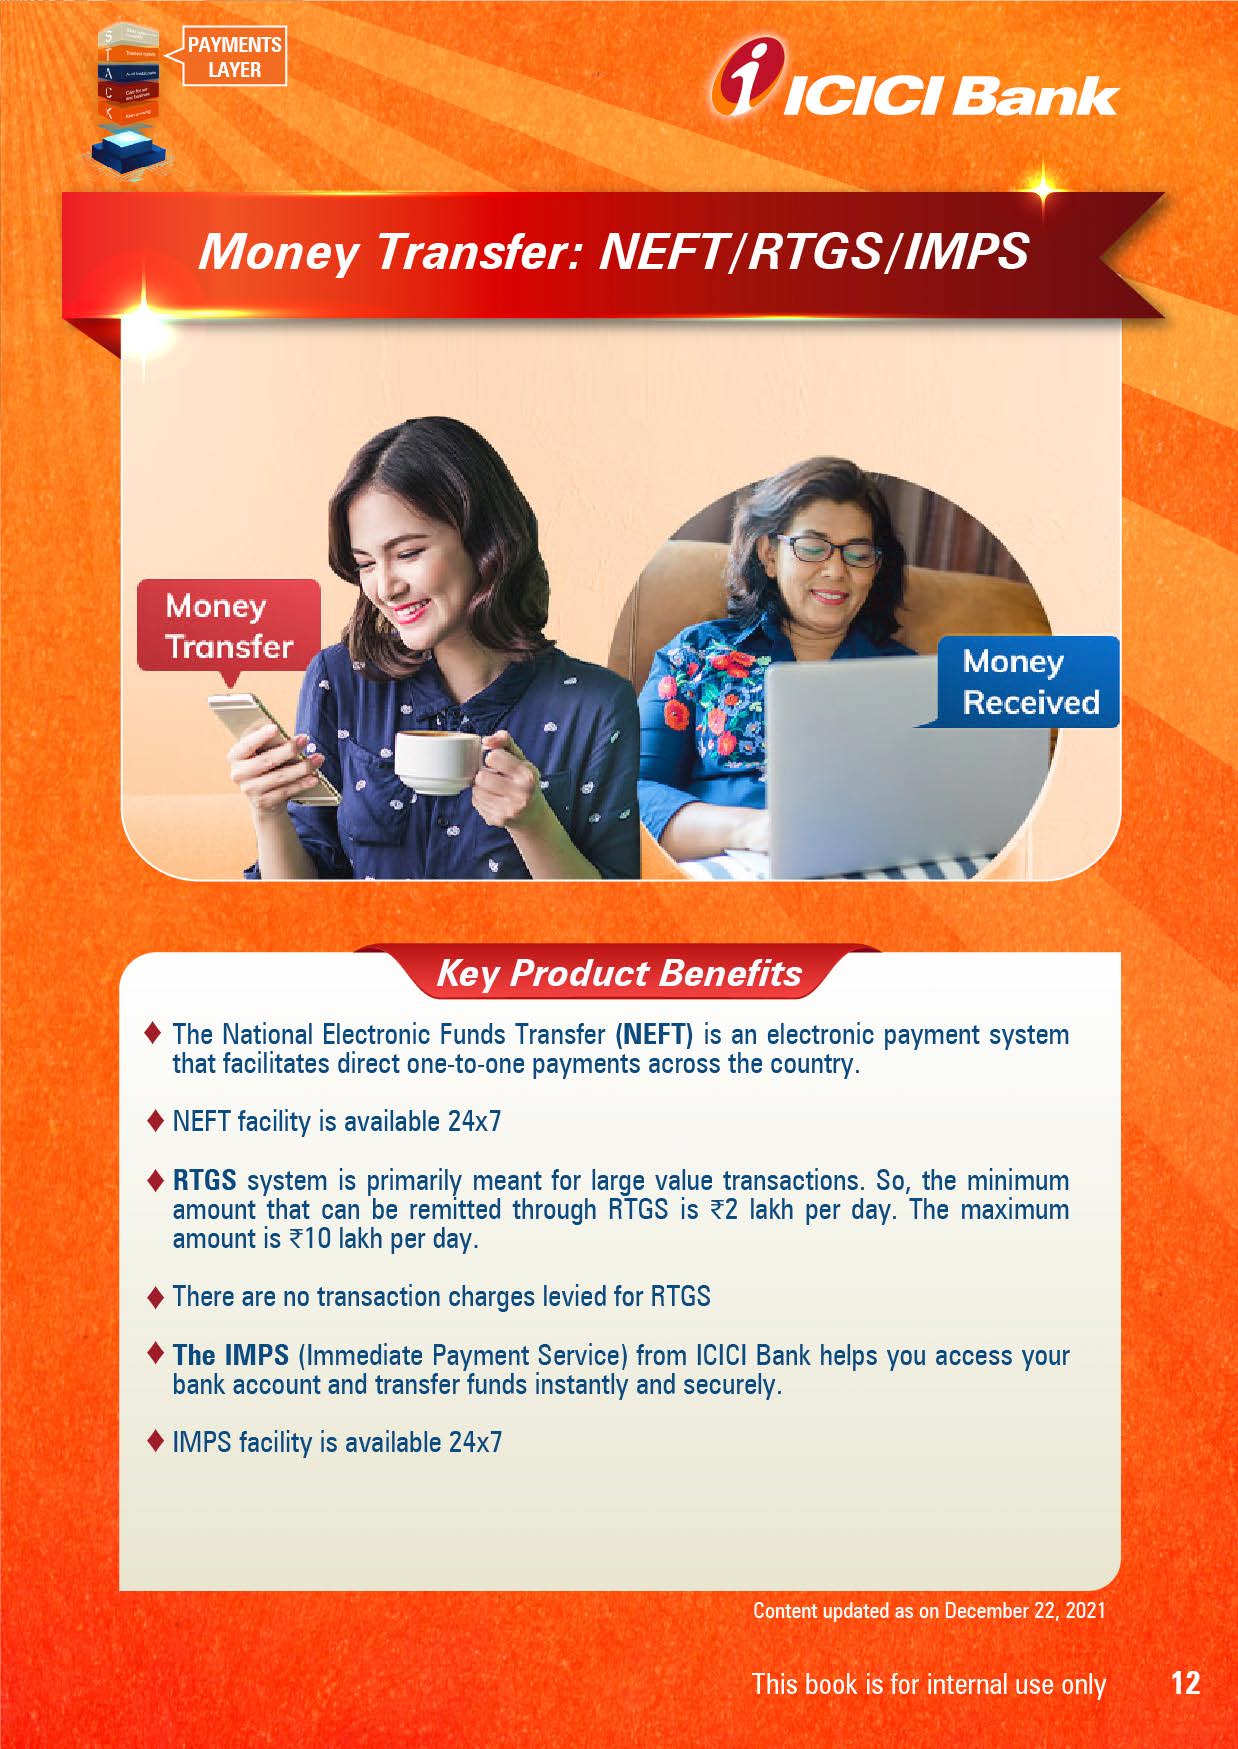 PAYMENTS
LAYER
S
T
A
C
K
ICICI Bank
Money Transfer: NEFT/RTGS/IMPS
Money
Transfer
Money
Received
Key Product Benefits
♦ The National Electronic Funds Transfer (NEFT) is an electronic payment system
that facilitates direct one-to-one payments across the country.
♦ NEFT facility is available 24x7
♦ RTGS system is primarily meant for large value transactions. So, the minimum
amount that can be remitted through RTGS is ₹2 lakh per day. The maximum
amount is ₹10 lakh per day.
♦ There are no transaction charges levied for RTGS
♦ The IMPS (Immediate Payment Service) from ICICI Bank helps you access your
bank account and transfer funds instantly and securely.
♦ IMPS facility is available 24x7
Content updated as on December 22, 2021
This book is for internal use only 12